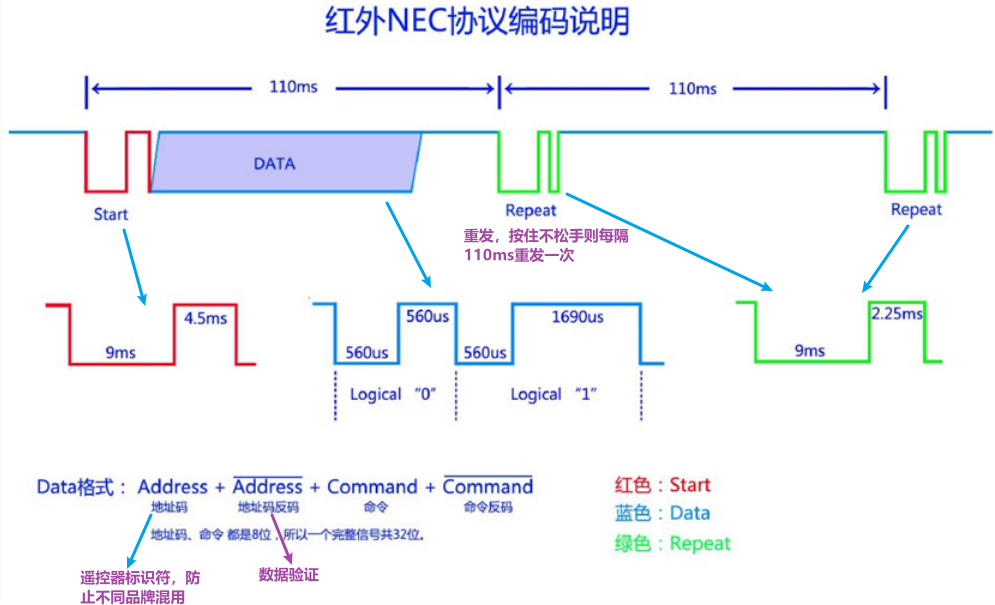 红外NEC协议编码说明
110ms
110ms
DATA
Start
Repeat
Repeat
重发，按住不松手则每隔
110ms重发一次
4.5ms
9ms
560us
1690us
560us
560us
2.25ms
9ms
Logical “0”
Logical “1”
Data格式： Address + Address + Command + Command
地址码 地址码反码 命令 命令反码
地址码、命令 都是8位，所以一个完整信号共32位。
遥控器标识符，防
止不同品牌混用
数据验证
红色：Start
蓝色：Data
绿色：Repeat